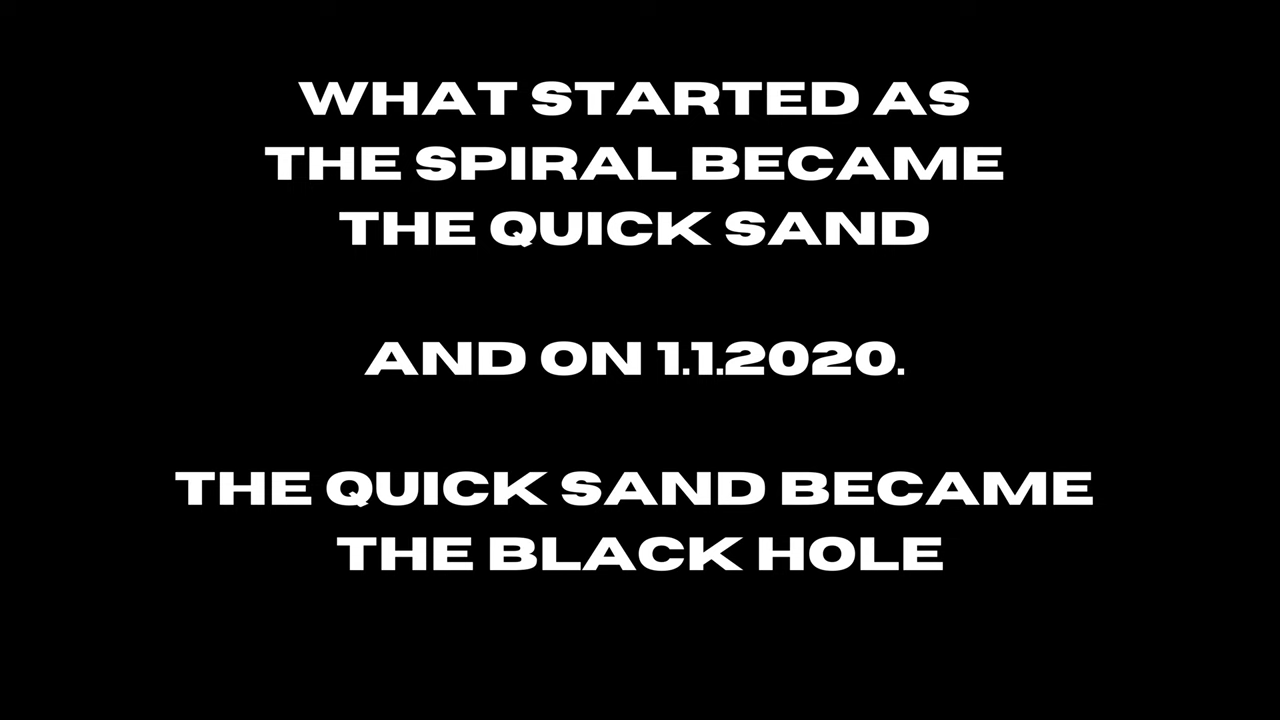 WHAT STARTED AS
THE SPIRAL BECAME
THE QUICK SAND
AND ON 1.1.2020.
THE QUICK SAND BECAME
THE BLACK HOLE